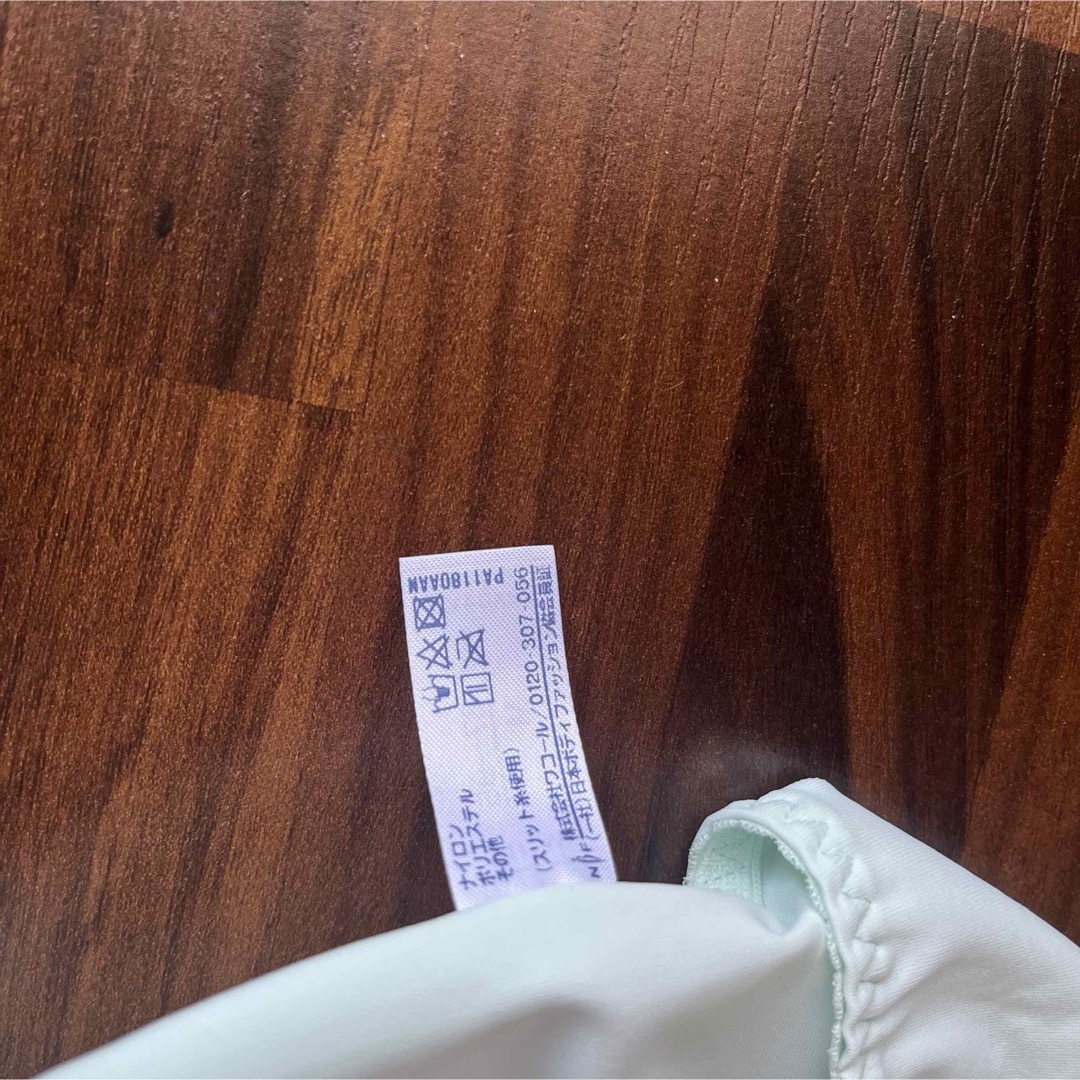 PA1180AAW
ナイロン
ポリエステル
その他
(スリット糸使用)
株式会社ワコール/0120-307-056
NBF(一社)日本ボディファッション協会員証